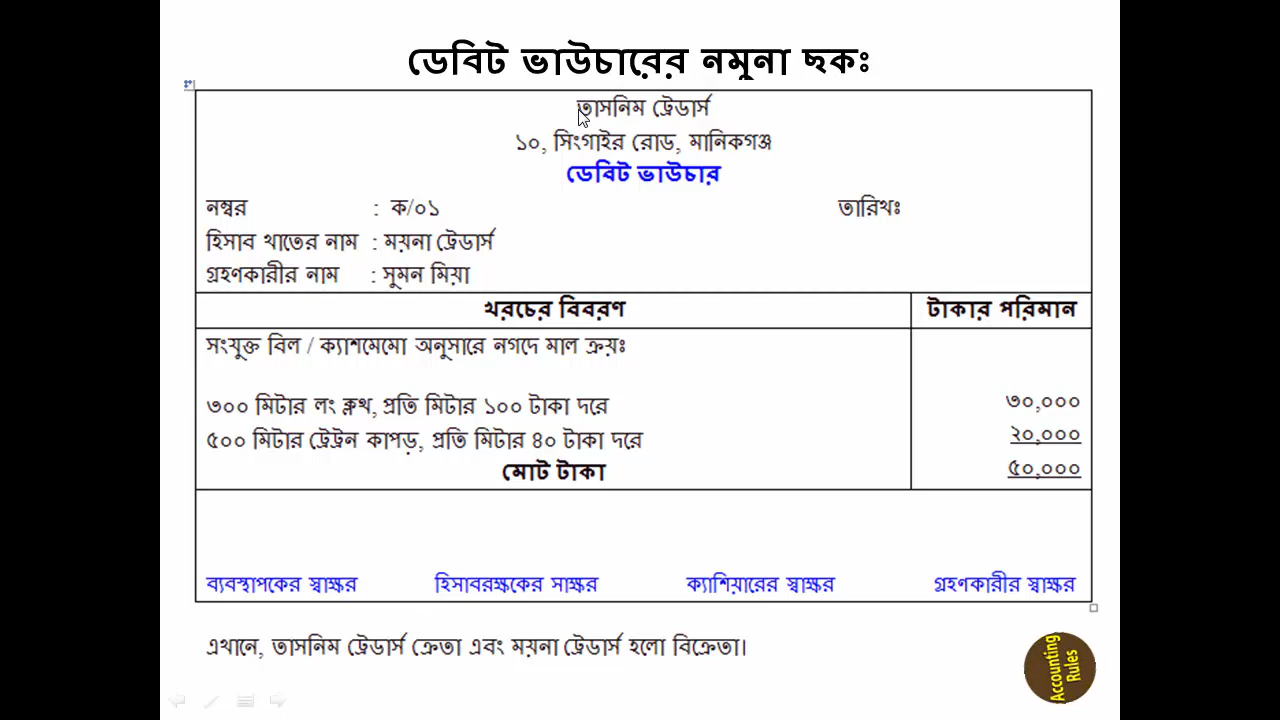 ডেবিট ভাউচারের নমুনা ছকঃ
তাসনিম ট্রেডার্স
১০, সিংগাইর রোড, মানিকগঞ্জ
ডেবিট ভাউচার
নম্বর : ক/০১ তারিখঃ
হিসাব খাতের নাম : ময়না ট্রেডার্স
গ্রহণকারীর নাম : সুমন মিয়া
খরচের বিবরণ টাকার পরিমান
সংযুক্ত বিল / ক্যাশমেমো অনুসারে নগদে মাল ক্রয়ঃ
৩০০ মিটার লং ক্লথ, প্রতি মিটার ১০০ টাকা দরে ৩০,০০০
৫০০ মিটার ট্রেট্রন কাপড়, প্রতি মিটার ৪০ টাকা দরে ২০,০০০
মোট টাকা ৫০,০০০
ব্যবস্থাপকের স্বাক্ষর হিসাবরক্ষকের সাক্ষর ক্যাশিয়ারের স্বাক্ষর গ্রহণকারীর স্বাক্ষর
এখানে, তাসনিম ট্রেডার্স ক্রেতা এবং ময়না ট্রেডার্স হলো বিক্রেতা।
Accounting
Rules